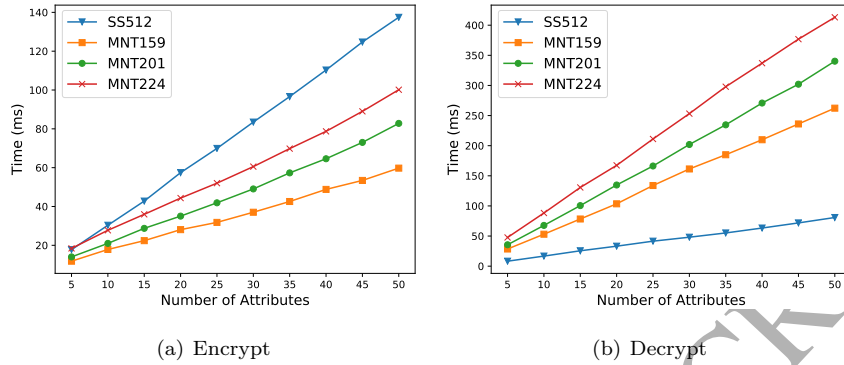 SS512
MNT159
MNT201
MNT224
140
120
100
80
60
40
20
Time (ms)
5 10 15 20 25 30 35 40 45 50
Number of Attributes
(a) Encrypt
SS512
MNT159
MNT201
MNT224
400
350
300
250
200
150
100
50
0
Time (ms)
5 10 15 20 25 30 35 40 45 50
Number of Attributes
(b) Decrypt